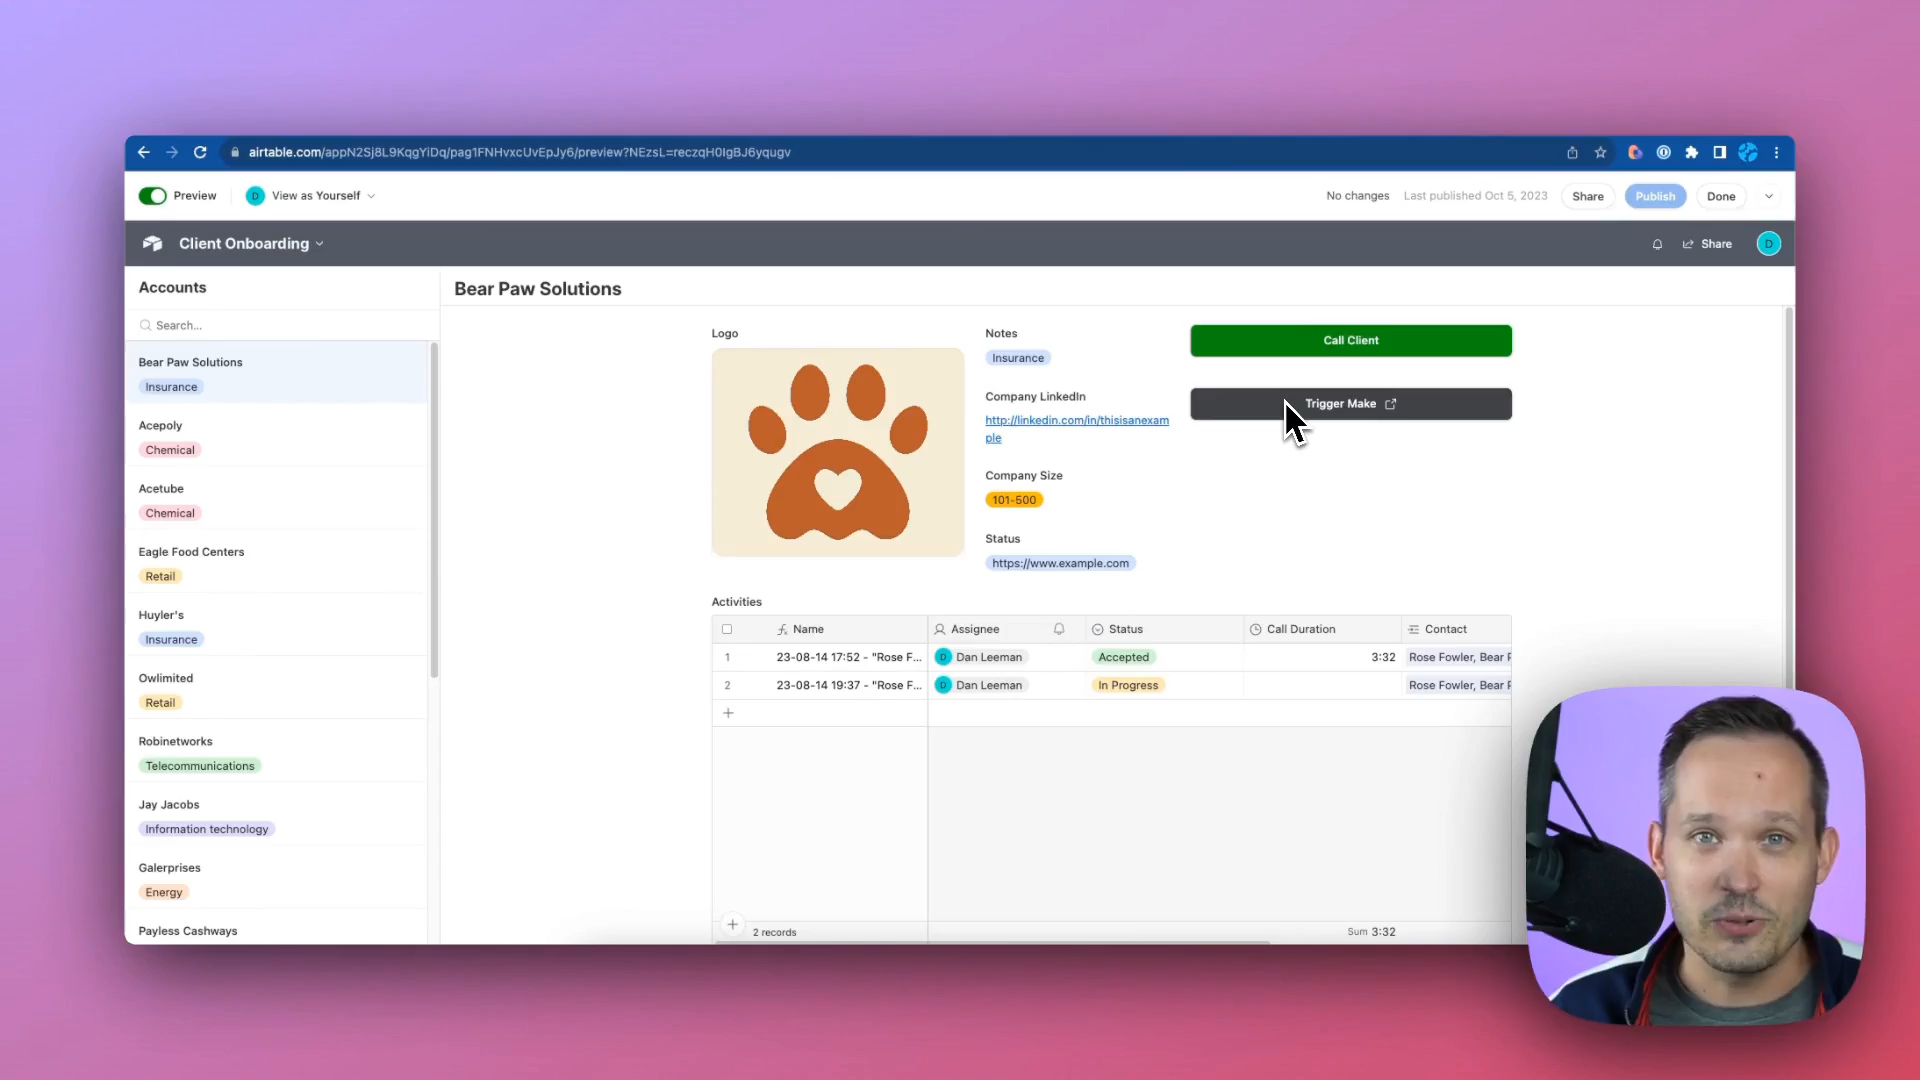 airtable.com/appN2Sj8L9KqgYiDq/pag1FNHvxcUvEpJy6/preview?NEzsL=reczqH0IgBJ6yqugv
Preview
D View as Yourself
No changes Last published Oct 5, 2023 Share Publish Done
Client Onboarding
Share D
Accounts
Search...
Bear Paw Solutions
Insurance
Acepoly
Chemical
Acetube
Chemical
Eagle Food Centers
Retail
Huyler's
Insurance
Owlimited
Retail
Robinetworks
Telecommunications
Jay Jacobs
Information technology
Galerprises
Energy
Payless Cashways
Bear Paw Solutions
Logo
Notes
Insurance
Company LinkedIn
http://linkedin.com/in/thisisanexam
ple
Company Size
101-500
Status
https://www.example.com
Call Client
Trigger Make
Activities
Name Assignee Status Call Duration Contact
1 23-08-14 17:52 - "Rose F... D Dan Leeman Accepted 3:32 Rose Fowler, Bear P
2 23-08-14 19:37 - "Rose F... D Dan Leeman In Progress Rose Fowler, Bear P
+
+ 2 records Sum 3:32